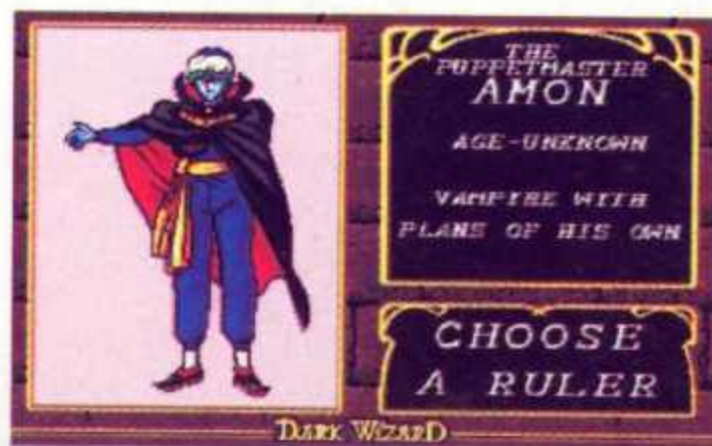 THE
PUPPETMASTER
AMON
AGE-UNKNOWN
VAMPIRE WITH
PLANS OF HIS OWN
CHOOSE
A RULER
DARK WIZARD